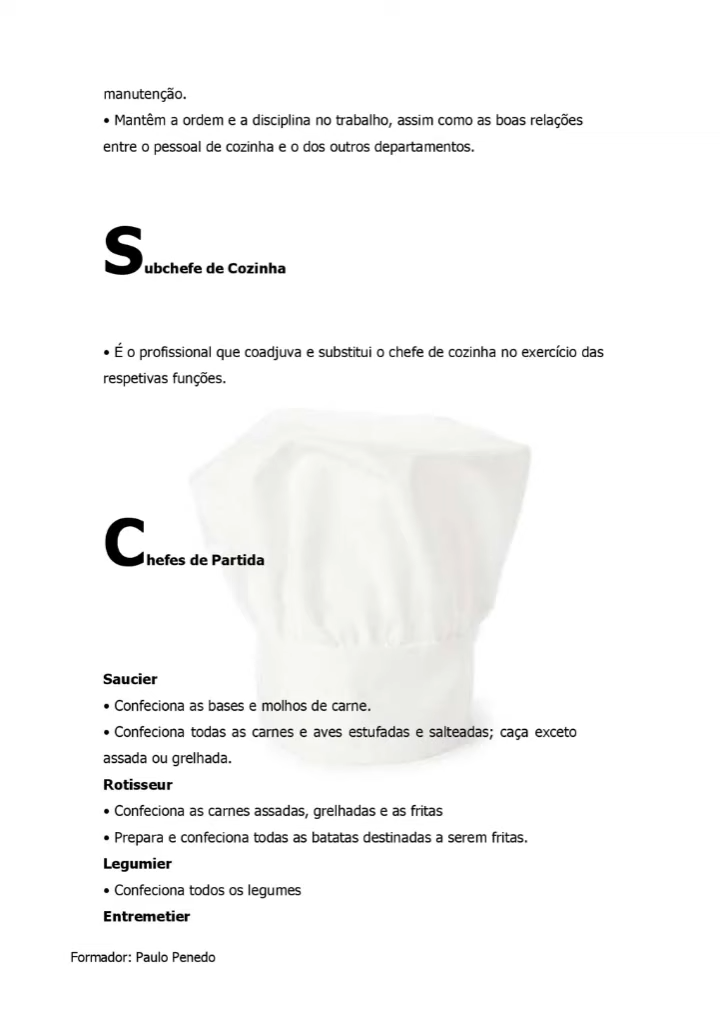 manutenção.
• Mantêm a ordem e a disciplina no trabalho, assim como as boas relações
entre o pessoal de cozinha e o dos outros departamentos.
Subchefe de Cozinha
• É o profissional que coadjuva e substitui o chefe de cozinha no exercício das
respetivas funções.
Chefes de Partida
Saucier
• Confeciona as bases e molhos de carne.
• Confeciona todas as carnes e aves estufadas e salteadas; caça exceto
assada ou grelhada.
Rotisseur
• Confeciona as carnes assadas, grelhadas e as fritas
• Prepara e confeciona todas as batatas destinadas a serem fritas.
Legumier
• Confeciona todos os legumes
Entremetier
Formador: Paulo Penedo